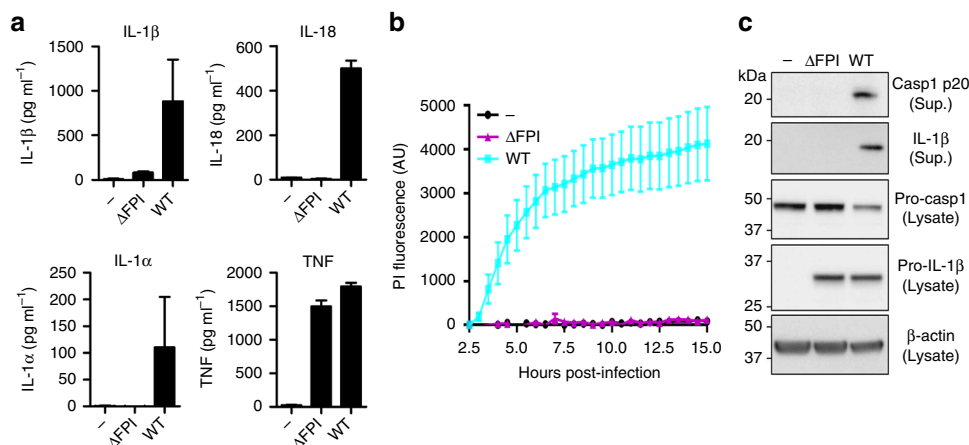 a
IL-1β
IL-1β (pg ml⁻¹)
1500
1000
500
0
–
ΔFPI
WT
IL-18
IL-18 (pg ml⁻¹)
600
400
200
0
–
ΔFPI
WT
IL-1α
IL-1α (pg ml⁻¹)
250
200
150
100
50
0
–
ΔFPI
WT
TNF
TNF (pg ml⁻¹)
2000
1500
1000
500
0
–
ΔFPI
WT
b
PI fluorescence (AU)
5000
4000
3000
2000
1000
0
–
ΔFPI
WT
2.5 5.0 7.5 10.0 12.5 15.0
Hours post-infection
c
– ΔFPI WT
kDa
20
Casp1 p20
(Sup.)
20
IL-1β
(Sup.)
50
37
Pro-casp1
(Lysate)
37
25
Pro-IL-1β
(Lysate)
50
37
β-actin
(Lysate)